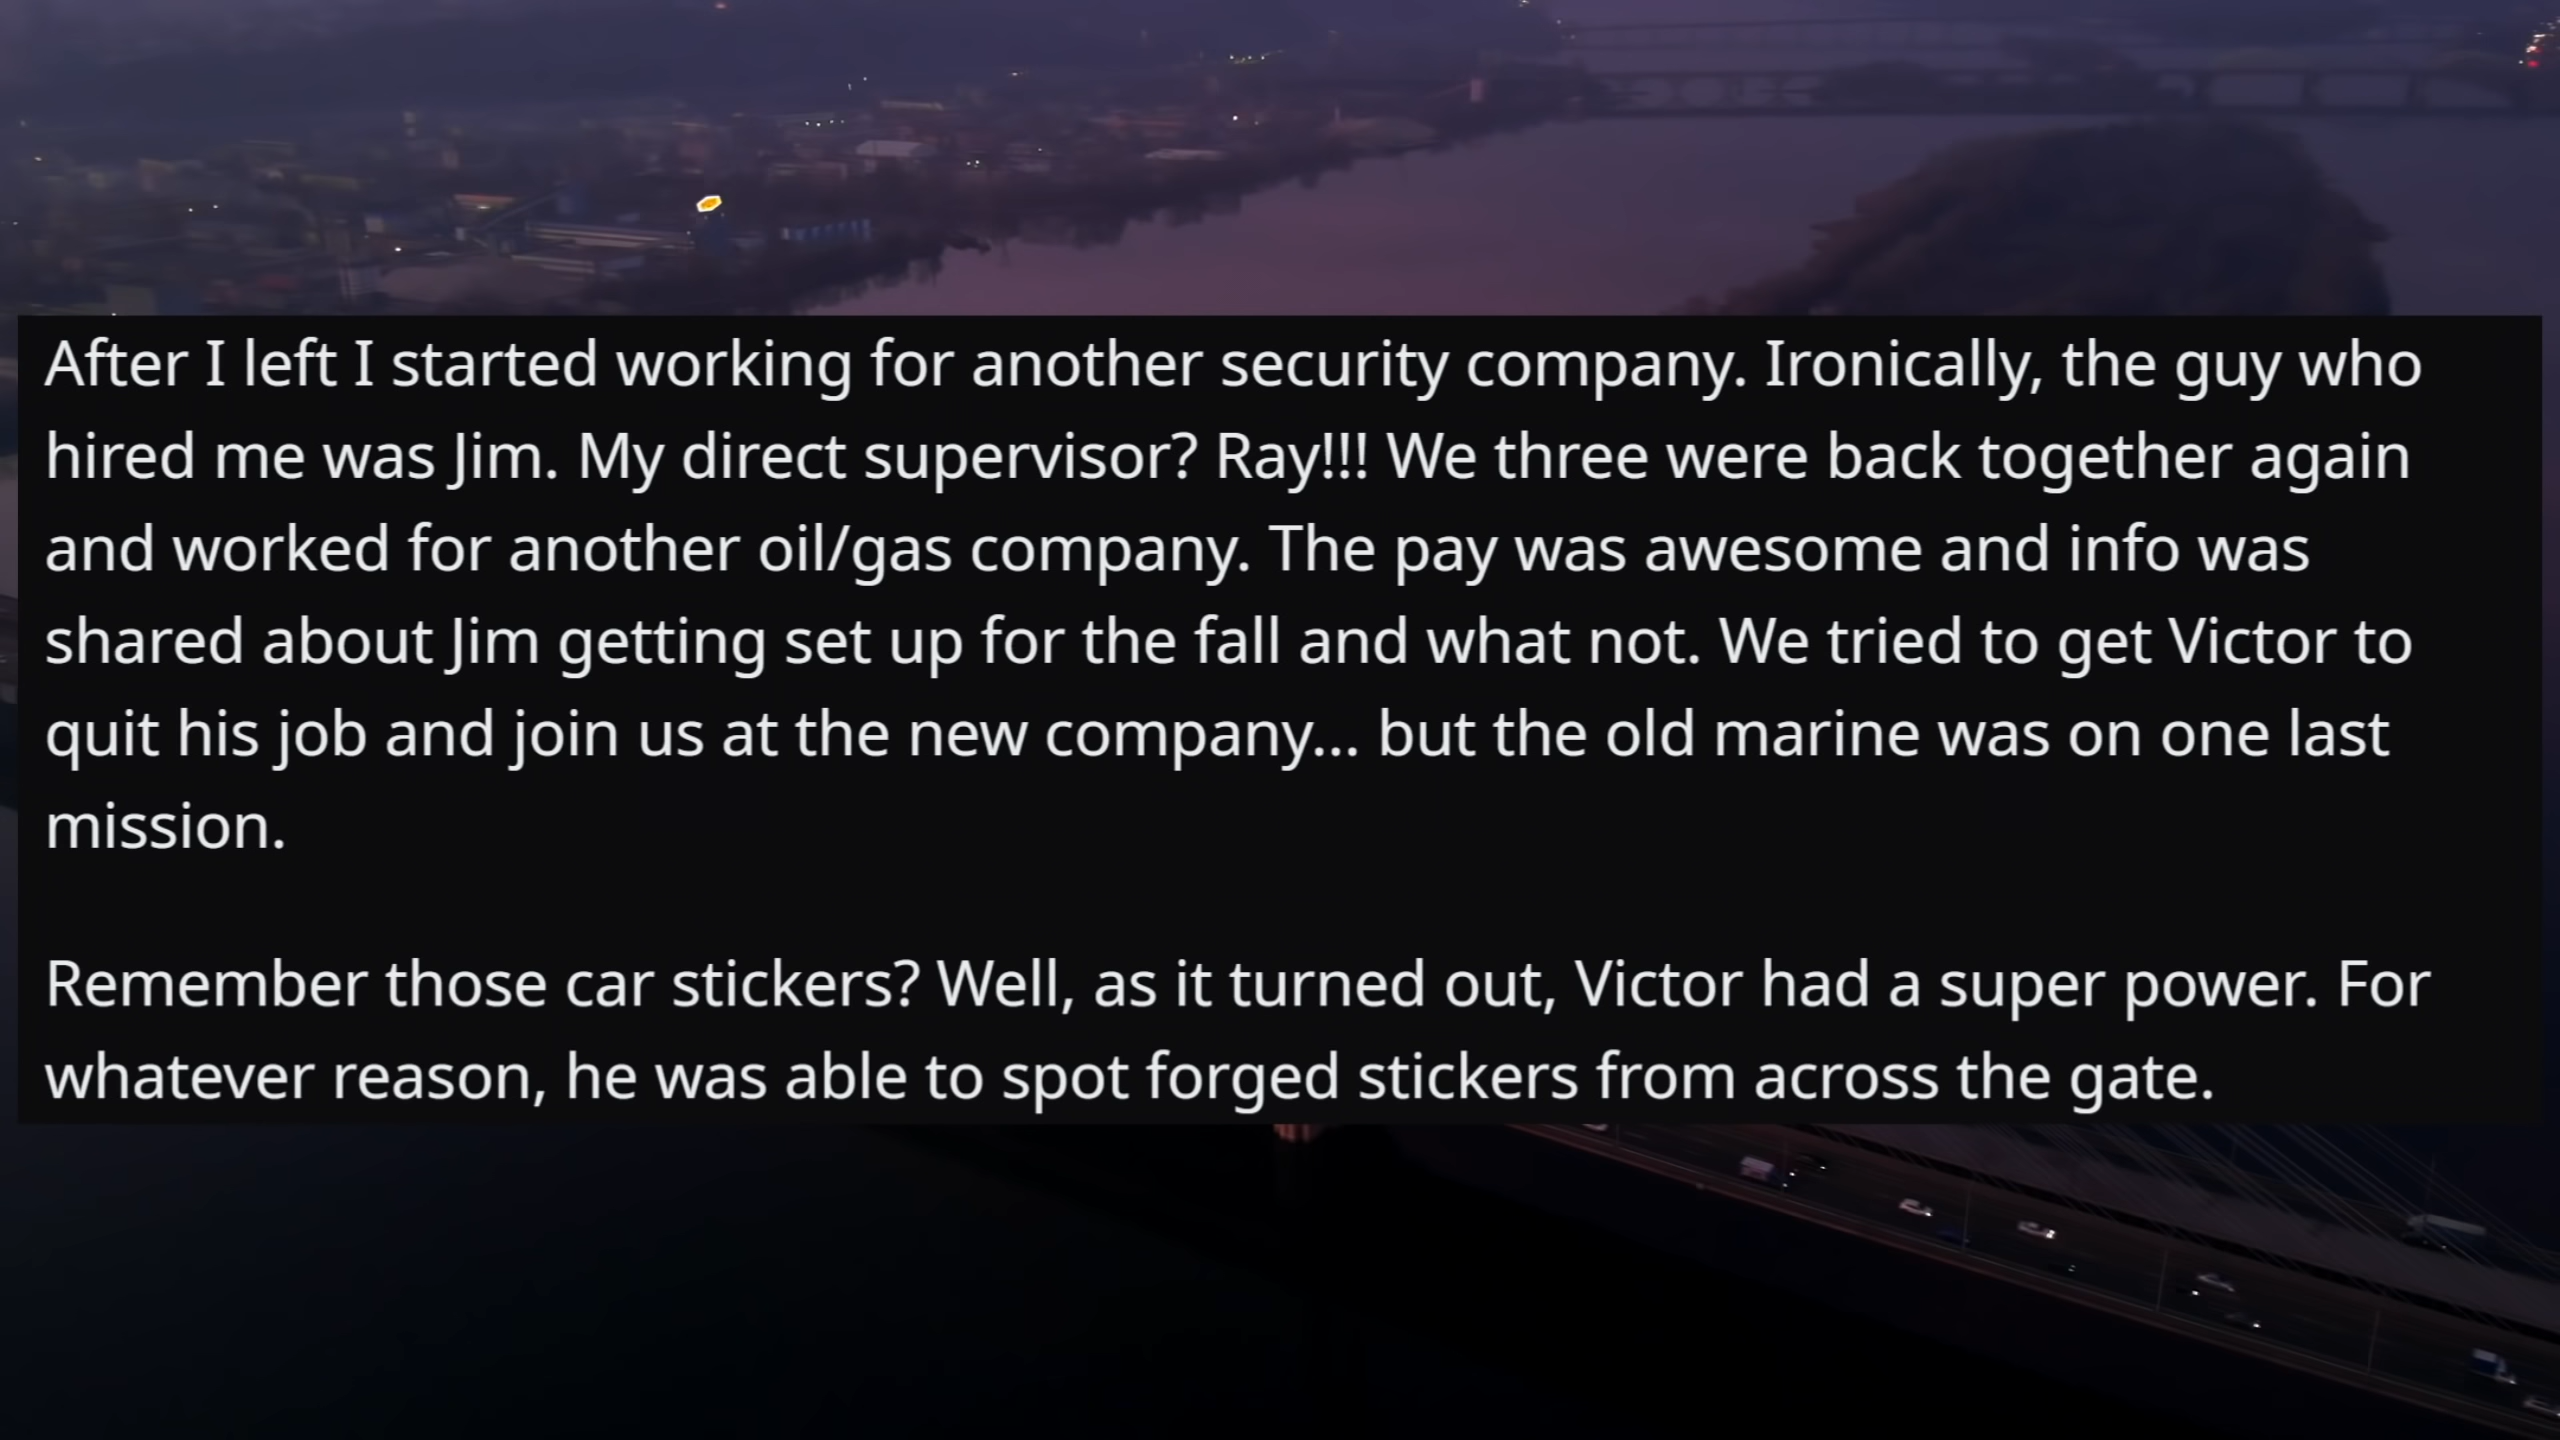 After I left I started working for another security company. Ironically, the guy who
hired me was Jim. My direct supervisor? Ray!!! We three were back together again
and worked for another oil/gas company. The pay was awesome and info was
shared about Jim getting set up for the fall and what not. We tried to get Victor to
quit his job and join us at the new company... but the old marine was on one last
mission.
Remember those car stickers? Well, as it turned out, Victor had a super power. For
whatever reason, he was able to spot forged stickers from across the gate.